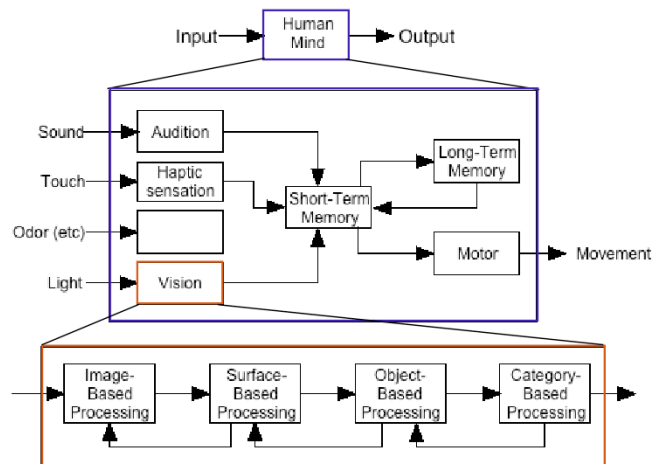 Input
Human
Mind
Output
Sound
Audition
Touch
Haptic
sensation
Long-Term
Memory
Short-Term
Memory
Odor (etc)
Light
Vision
Motor
Movement
Image-
Based
Processing
Surface-
Based
Processing
Object-
Based
Processing
Category-
Based
Processing